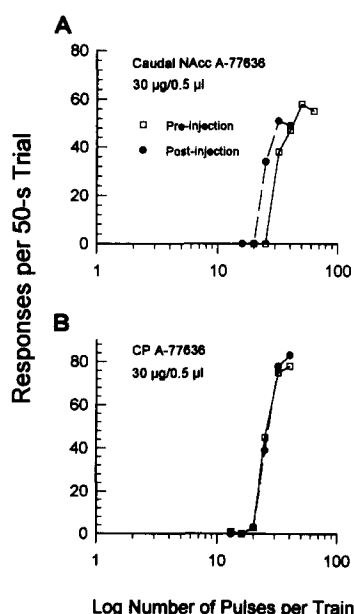 A
Caudal NAcc A-77636
30 µg/0.5 µl
Pre-injection
Post-injection
80
60
40
20
0
1
10
100
Responses per 50-s Trial
B
CP A-77636
30 µg/0.5 µl
80
60
40
20
0
1
10
100
Log Number of Pulses per Train